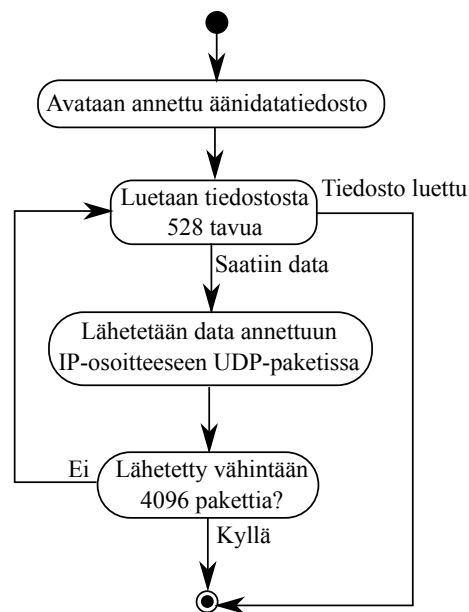 Avataan annettu äänidatatiedosto
Luetaan tiedostosta
528 tavua
Tiedosto luettu
Saatiin data
Lähetetään data annettuun
IP-osoitteeseen UDP-paketissa
Ei
Lähetetty vähintään
4096 pakettia?
Kyllä